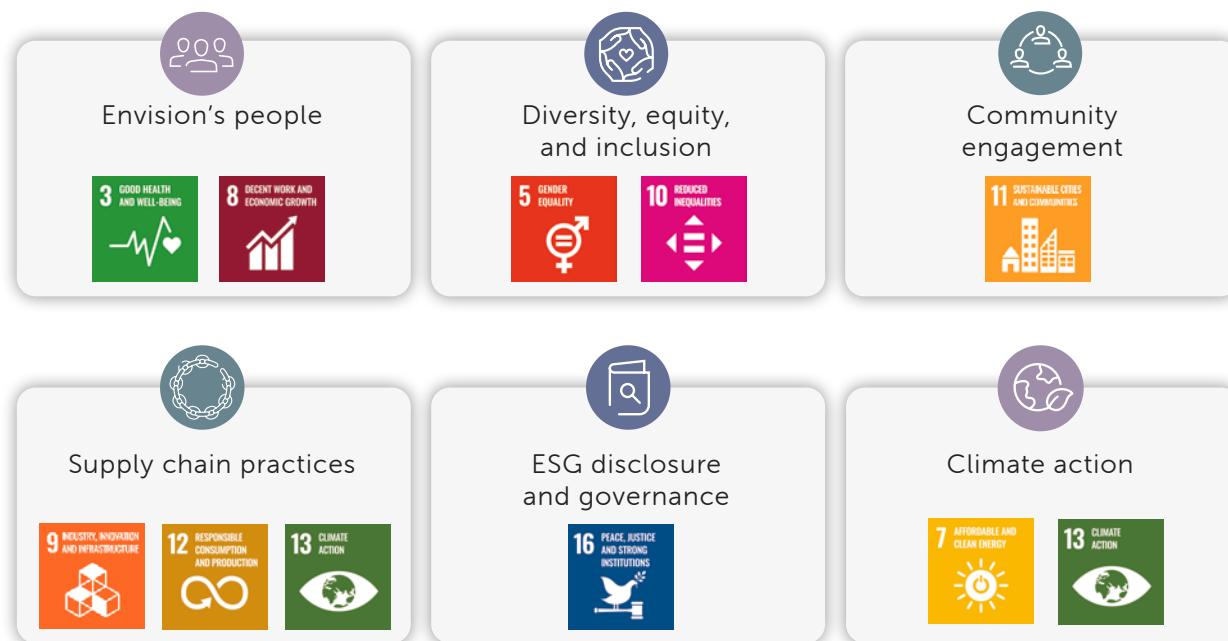 Envision's people
3 GOOD HEALTH
AND WELL-BEING
8 DECENT WORK AND
ECONOMIC GROWTH
Diversity, equity,
and inclusion
5 GENDER
EQUALITY
10 REDUCED
INEQUALITIES
Community
engagement
11 SUSTAINABLE CITIES
AND COMMUNITIES
Supply chain practices
9 INDUSTRY, INNOVATION
AND INFRASTRUCTURE
12 RESPONSIBLE
CONSUMPTION
AND PRODUCTION
13 CLIMATE
ACTION
ESG disclosure
and governance
16 PEACE, JUSTICE
AND STRONG
INSTITUTIONS
Climate action
7 AFFORDABLE AND
CLEAN ENERGY
13 CLIMATE
ACTION